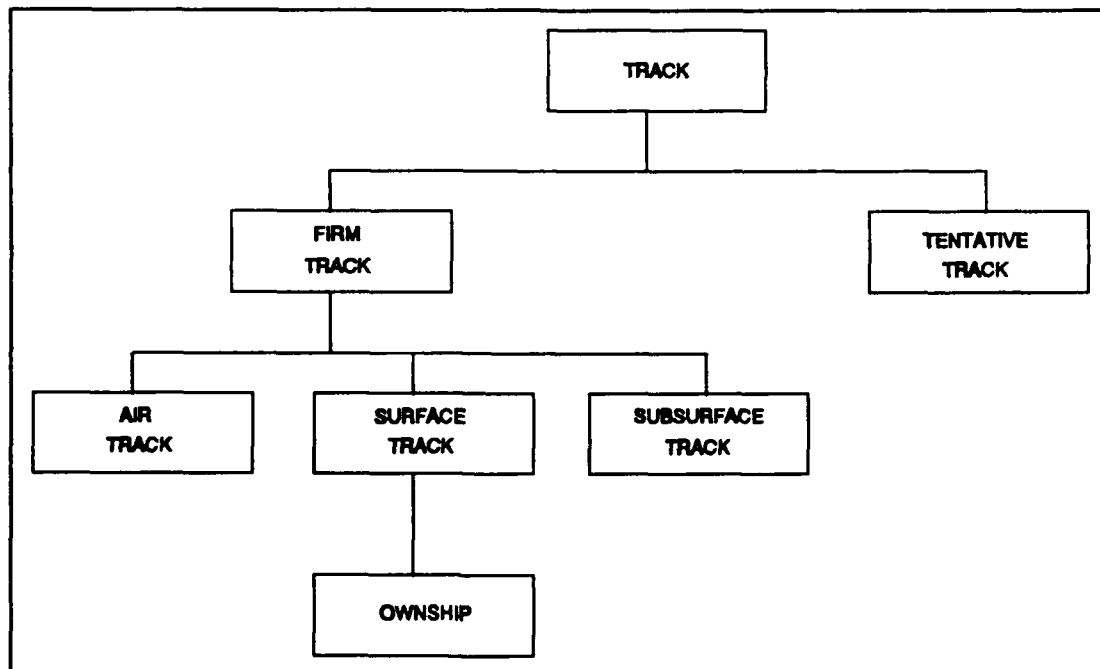 TRACK
FIRM
TRACK
TENTATIVE
TRACK
AIR
TRACK
SURFACE
TRACK
SUBSURFACE
TRACK
OWNSHIP